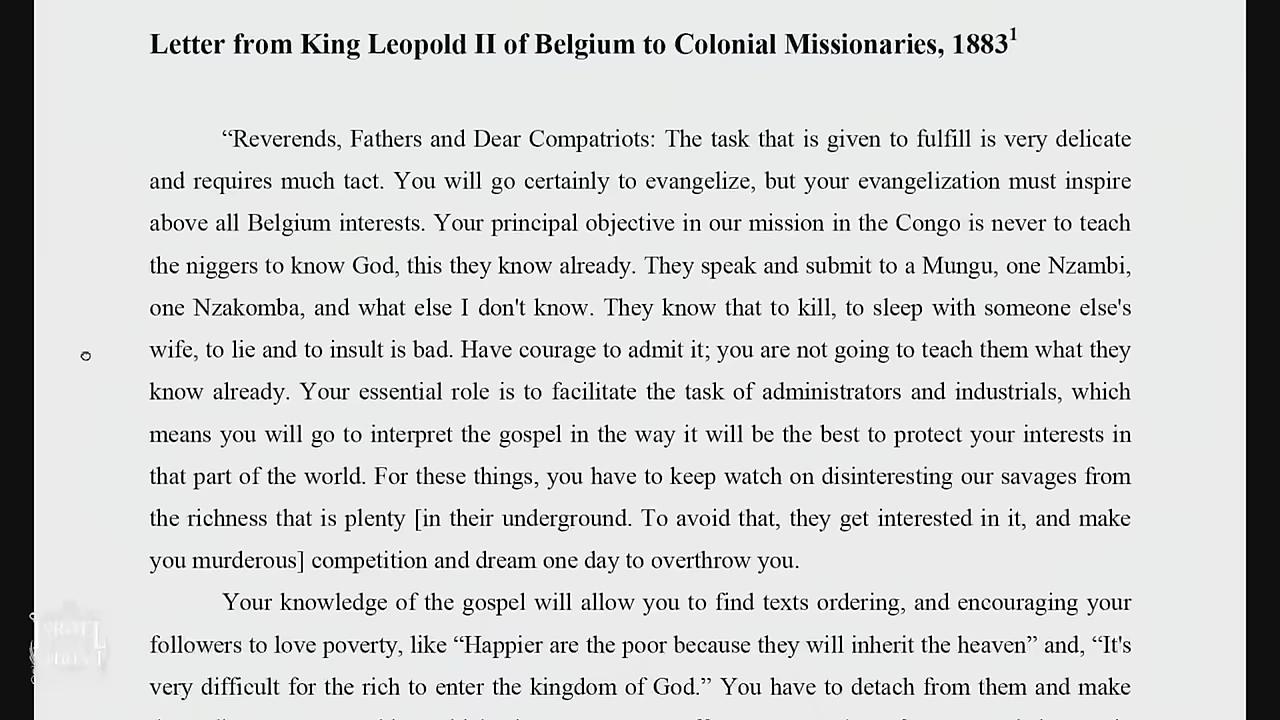 Letter from King Leopold II of Belgium to Colonial Missionaries, 1883¹
“Reverends, Fathers and Dear Compatriots: The task that is given to fulfill is very delicate
and requires much tact. You will go certainly to evangelize, but your evangelization must inspire
above all Belgium interests. Your principal objective in our mission in the Congo is never to teach
the niggers to know God, this they know already. They speak and submit to a Mungu, one Nzambi,
one Nzakomba, and what else I don't know. They know that to kill, to sleep with someone else's
wife, to lie and to insult is bad. Have courage to admit it; you are not going to teach them what they
know already. Your essential role is to facilitate the task of administrators and industrials, which
means you will go to interpret the gospel in the way it will be the best to protect your interests in
that part of the world. For these things, you have to keep watch on disinteresting our savages from
the richness that is plenty [in their underground. To avoid that, they get interested in it, and make
you murderous] competition and dream one day to overthrow you.
Your knowledge of the gospel will allow you to find texts ordering, and encouraging your
followers to love poverty, like “Happier are the poor because they will inherit the heaven” and, “It's
very difficult for the rich to enter the kingdom of God.” You have to detach from them and make